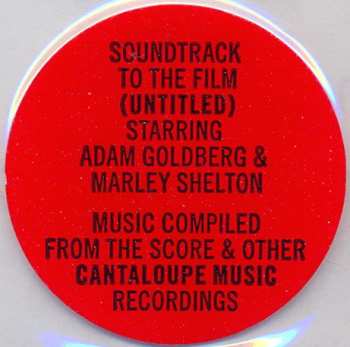 SOUNDTRACK
TO THE FILM
(UNTITLED)
STARRING
ADAM GOLDBERG &
MARLEY SHELTON
MUSIC COMPILED
FROM THE SCORE & OTHER
CANTALOUPE MUSIC
RECORDINGS